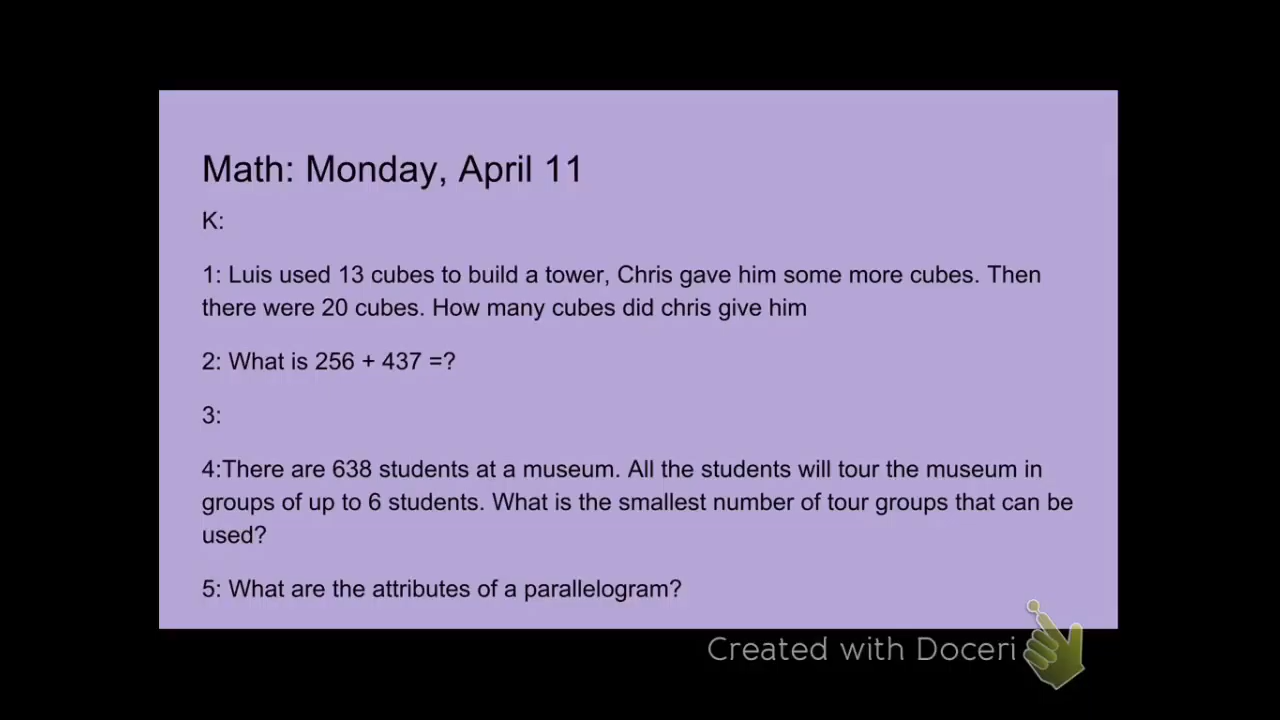 Math: Monday, April 11
K:
1: Luis used 13 cubes to build a tower, Chris gave him some more cubes. Then
there were 20 cubes. How many cubes did chris give him
2: What is 256 + 437 =?
3:
4:There are 638 students at a museum. All the students will tour the museum in
groups of up to 6 students. What is the smallest number of tour groups that can be
used?
5: What are the attributes of a parallelogram?
Created with Doceri